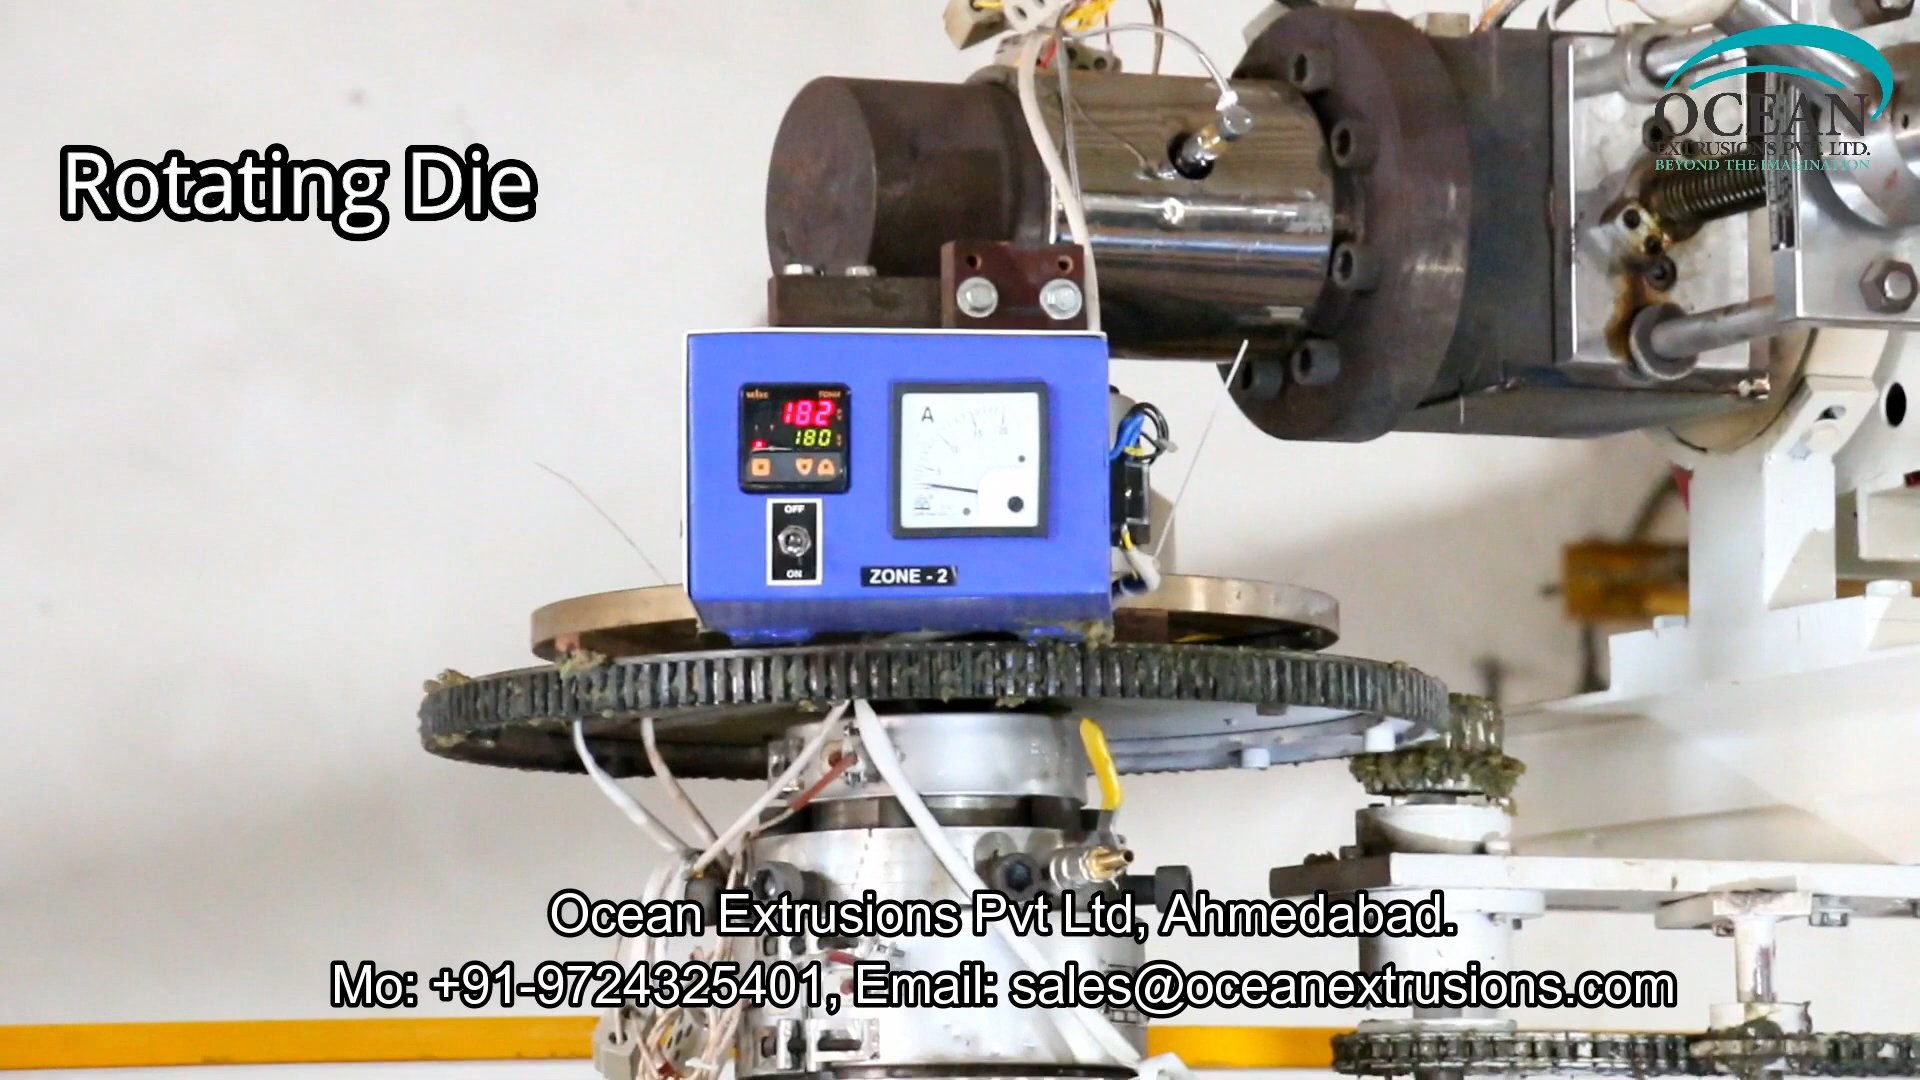 Rotating Die
OCEAN
EXTRUSIONS PVT. LTD.
BEYOND THE IMAGINATION
182
180
A
OFF
ON
ZONE - 2
Ocean Extrusions Pvt Ltd, Ahmedabad.
Mo: +91-9724325401, Email: sales@oceanextrusions.com